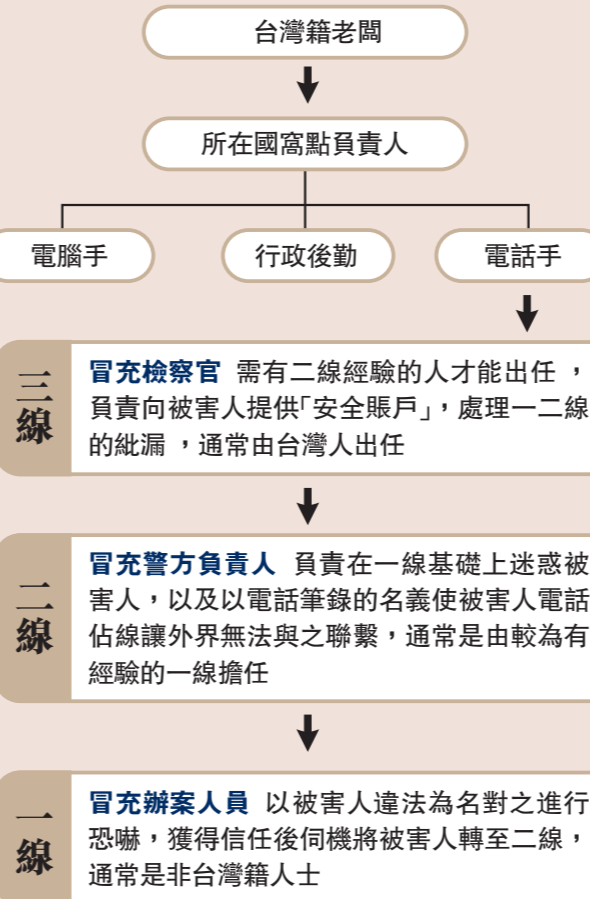 台灣籍老闆
所在國窩點負責人
電腦手
行政後勤
電話手
三線
冒充檢察官 需有二線經驗的人才能出任，
負責向被害人提供「安全賬戶」，處理一二線
的紕漏，通常由台灣人出任
二線
冒充警方負責人 負責在一線基礎上迷惑被
害人，以及以電話筆錄的名義使被害人電話
佔線讓外界無法與之聯繫，通常是由較為有
經驗的一線擔任
一線
冒充辦案人員 以被害人違法為名對之進行
恐嚇，獲得信任後伺機將被害人轉至二線，
通常是非台灣籍人士